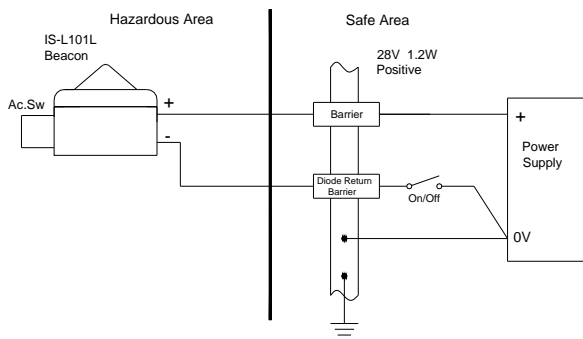 Hazardous Area
Safe Area
IS-L101L
Beacon
28V 1.2W
Positive
Ac.Sw
+
-
Barrier
+
Power
Supply
Diode Return
Barrier
On/Off
0V